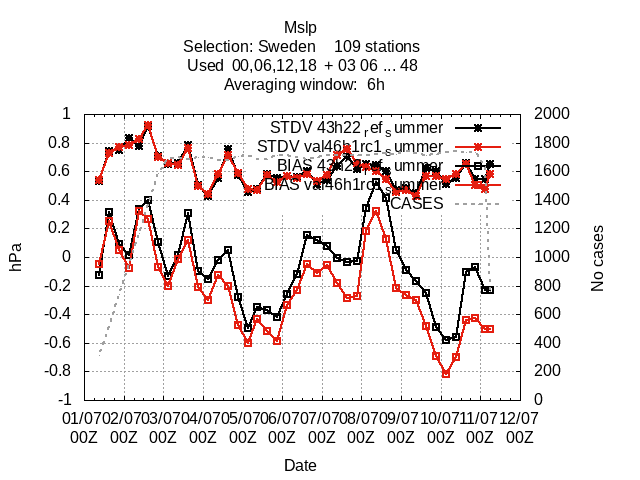 Mslp
Selection: Sweden    109 stations
Used  00,06,12,18  + 03 06 ... 48
Averaging window:  6h
STDV 43h22refsummer
STDV val46h1rc1summer
BIAS 43h22refsummer
BIAS val46h1rc1summer
CASES
1
0.8
0.6
0.4
0.2
0
-0.2
-0.4
-0.6
-0.8
-1
hPa
2000
1800
1600
1400
1200
1000
800
600
400
200
0
No cases
01/07 02/07 03/07 04/07 05/07 06/07 07/07 08/07 09/07 10/07 11/07 12/07
00Z 00Z 00Z 00Z 00Z 00Z 00Z 00Z 00Z 00Z 00Z 00Z
Date